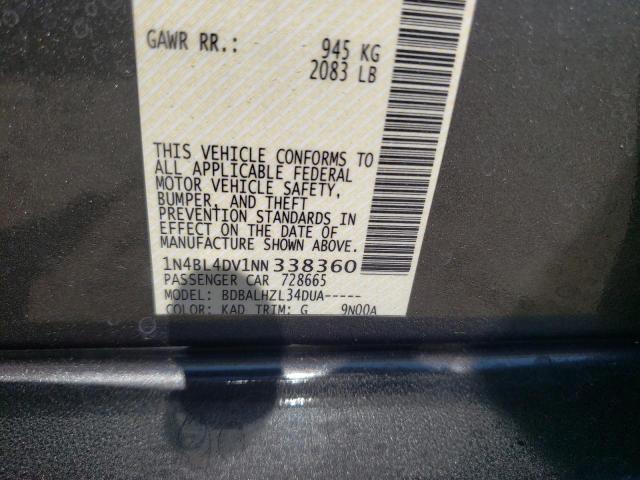 GAWR RR.: 945 KG
2083 LB
THIS VEHICLE CONFORMS TO
ALL APPLICABLE FEDERAL
MOTOR VEHICLE SAFETY,
BUMPER, AND THEFT
PREVENTION STANDARDS IN
EFFECT ON THE DATE OF
MANUFACTURE SHOWN ABOVE.
1N4BL4DV1NN338360
PASSENGER CAR 728665
MODEL: BDBALHZL34DUA-----
COLOR: KAD TRIM: G 9N00A